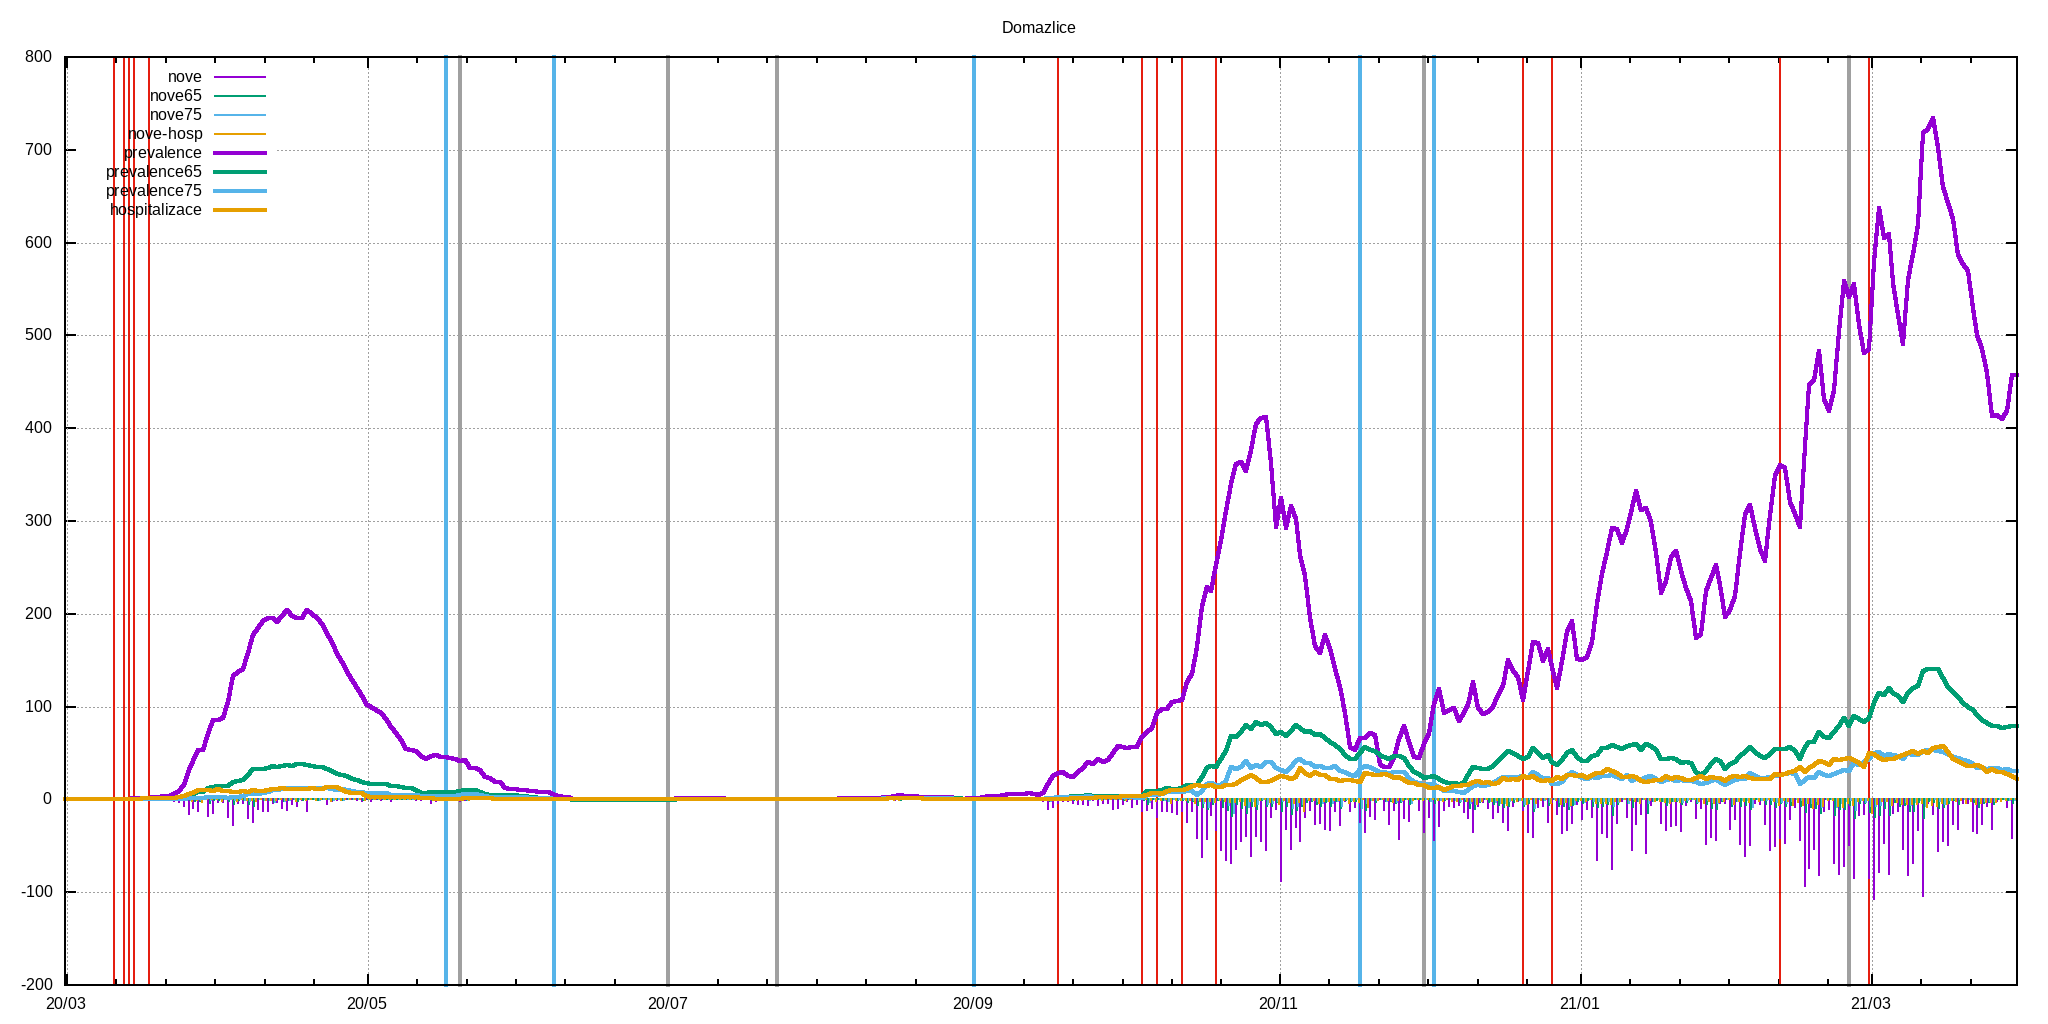 Domazlice
800
nove
nove65
nove75
nove-hosp
prevalence
prevalence65
prevalence75
hospitalizace
700
600
500
400
300
200
100
0
-100
-200
20/03 20/05 20/07 20/09 20/11 21/01 21/03